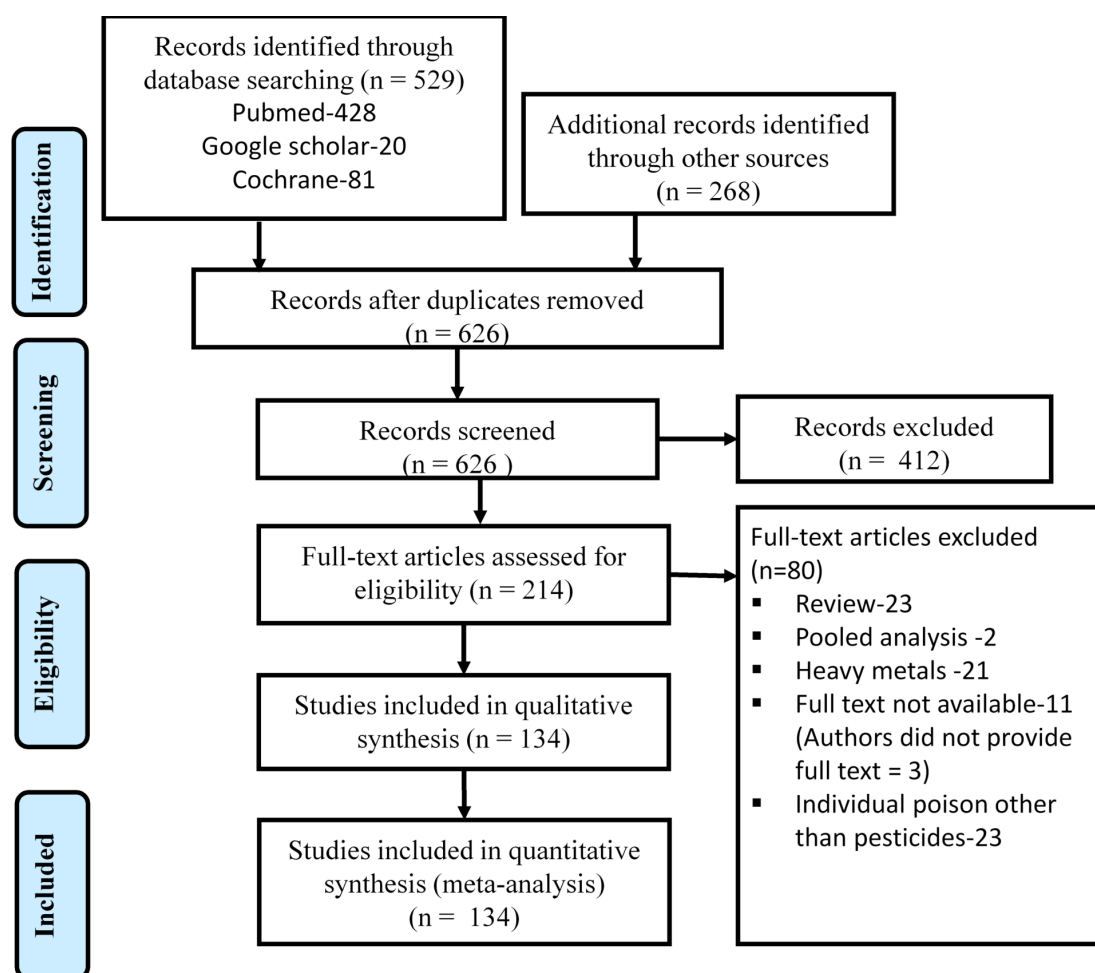 Records identified through
database searching (n = 529)
Pubmed-428
Google scholar-20
Cochrane-81
Additional records identified
through other sources
(n = 268)
Identification
Records after duplicates removed
(n = 626)
Screening
Records screened
(n = 626 )
Records excluded
(n = 412)
Eligibility
Full-text articles assessed for
eligibility (n = 214)
Full-text articles excluded
(n=80)
▪ Review-23
▪ Pooled analysis -2
▪ Heavy metals -21
▪ Full text not available-11
(Authors did not provide
full text = 3)
▪ Individual poison other
than pesticides-23
Studies included in qualitative
synthesis (n = 134)
Included
Studies included in quantitative
synthesis (meta-analysis)
(n = 134)